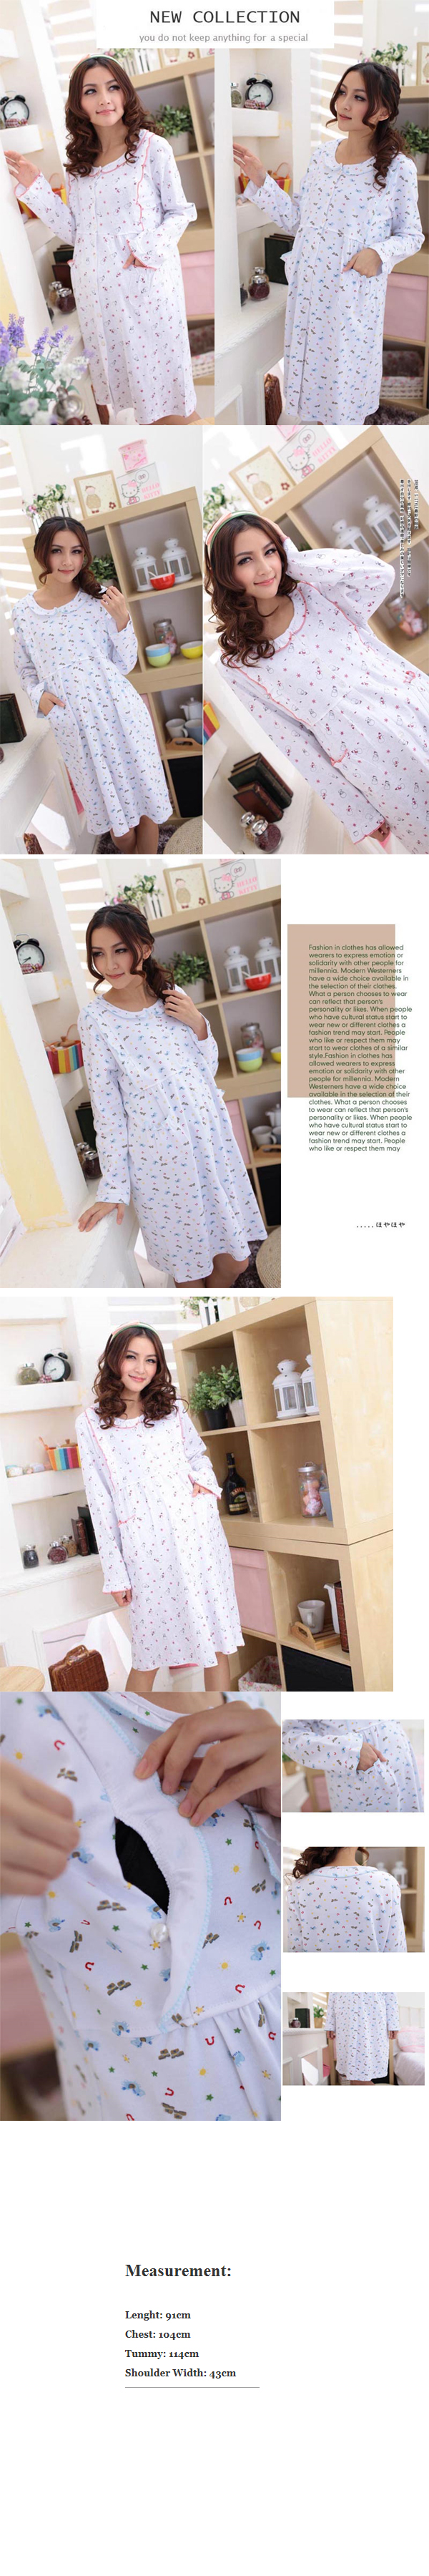 NEW COLLECTION
you do not keep anything for a special
HELLO
KITTY
Fashion in clothes has allowed
wearers to express emotion or
solidarity with other people for
millennia. Modern Westerners
have a wide choice available in
the selection of their clothes.
What a person chooses to wear
can reflect that person's
personality or likes. When people
who have cultural status start to
wear new or different clothes a
fashion trend may start. People
who like or respect them may
start to wear clothes of a similar
style.Fashion in clothes has
allowed wearers to express
emotion or solidarity with other
people for millennia. Modern
Westerners have a wide choice
available in the selection of their
clothes. What a person chooses
to wear can reflect that person's
personality or likes. When people
who have cultural status start to
wear new or different clothes a
fashion trend may start. People
who like or respect them may
.....はやはや
Measurement:
Lenght: 91cm
Chest: 104cm
Tummy: 114cm
Shoulder Width: 43cm